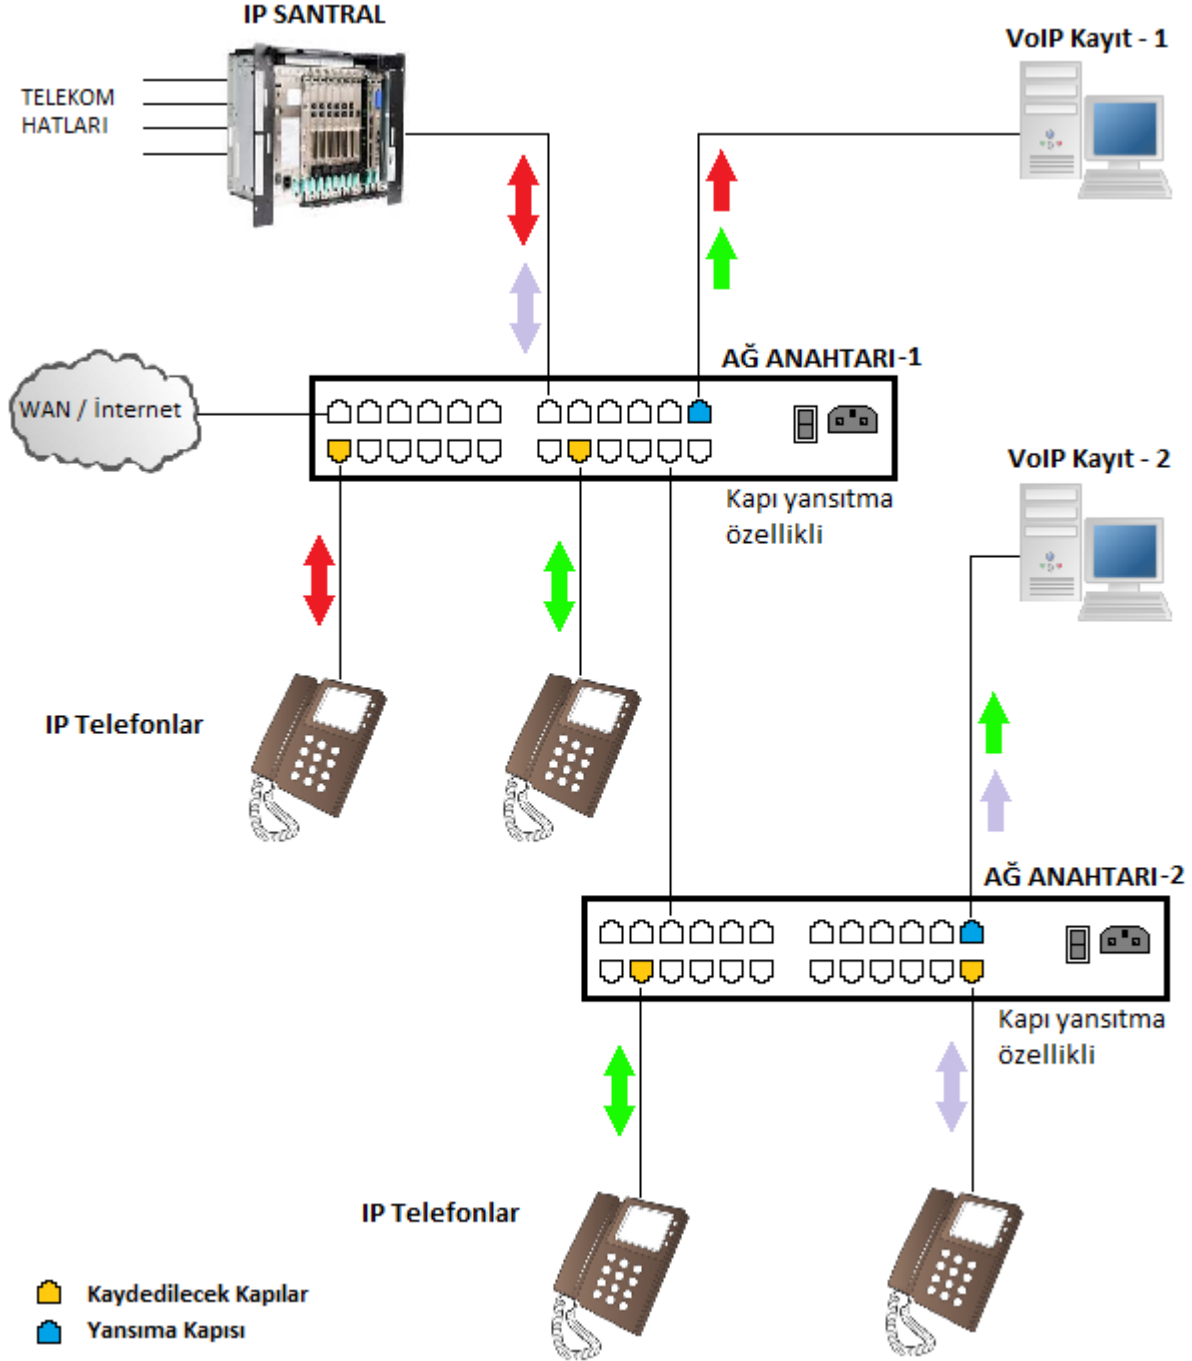 IP SANTRAL
VoIP Kayıt - 1
TELEKOM
HATLARI
AĞ ANAHTARI-1
WAN / İnternet
VoIP Kayıt - 2
Kapı yansıtma
özellikli
IP Telefonlar
AĞ ANAHTARI-2
Kapı yansıtma
özellikli
IP Telefonlar
Kaydedilecek Kapılar
Yansıma Kapısı